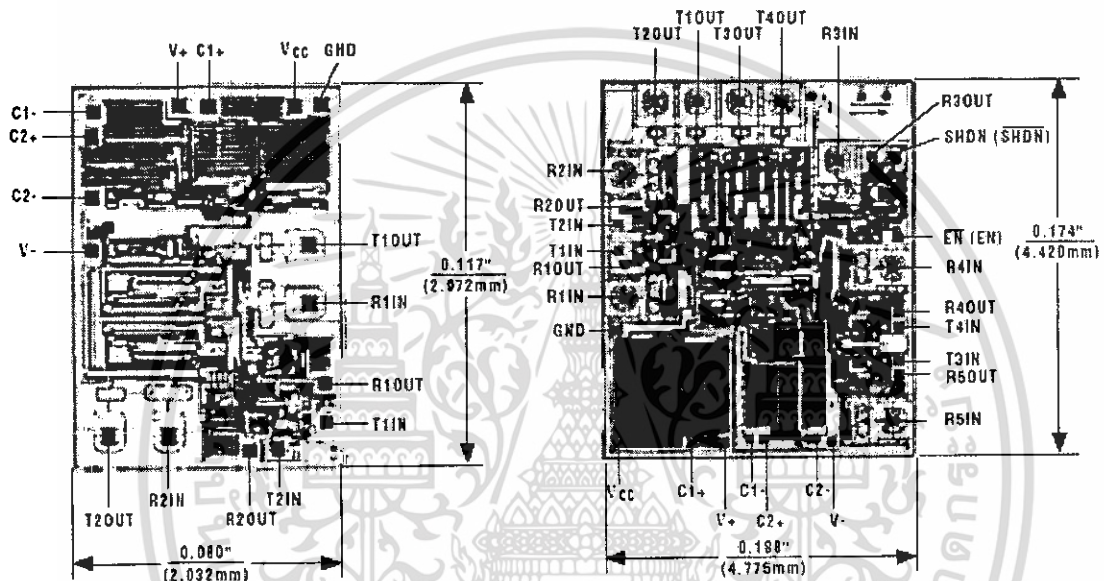 V+ C1+ VCC GND
C1-
C2+
C2-
V-
T1OUT
R1IN
R1OUT
T1IN
T2OUT R2IN R2OUT T2IN
0.117"
(2.972mm)
0.080"
(2.032mm)
T2OUT T1OUT T3OUT T4OUT R3IN
R3OUT
SHDN (S̅H̅D̅N̅)
R2IN
R2OUT
T2IN
T1IN
R1OUT
R1IN
GND
E̅N̅ (EN)
R4IN
R4OUT
T4IN
T3IN
R5OUT
R5IN
VCC C1+ V+ C1- C2+ C2- V-
0.174"
(4.420mm)
0.188"
(4.775mm)